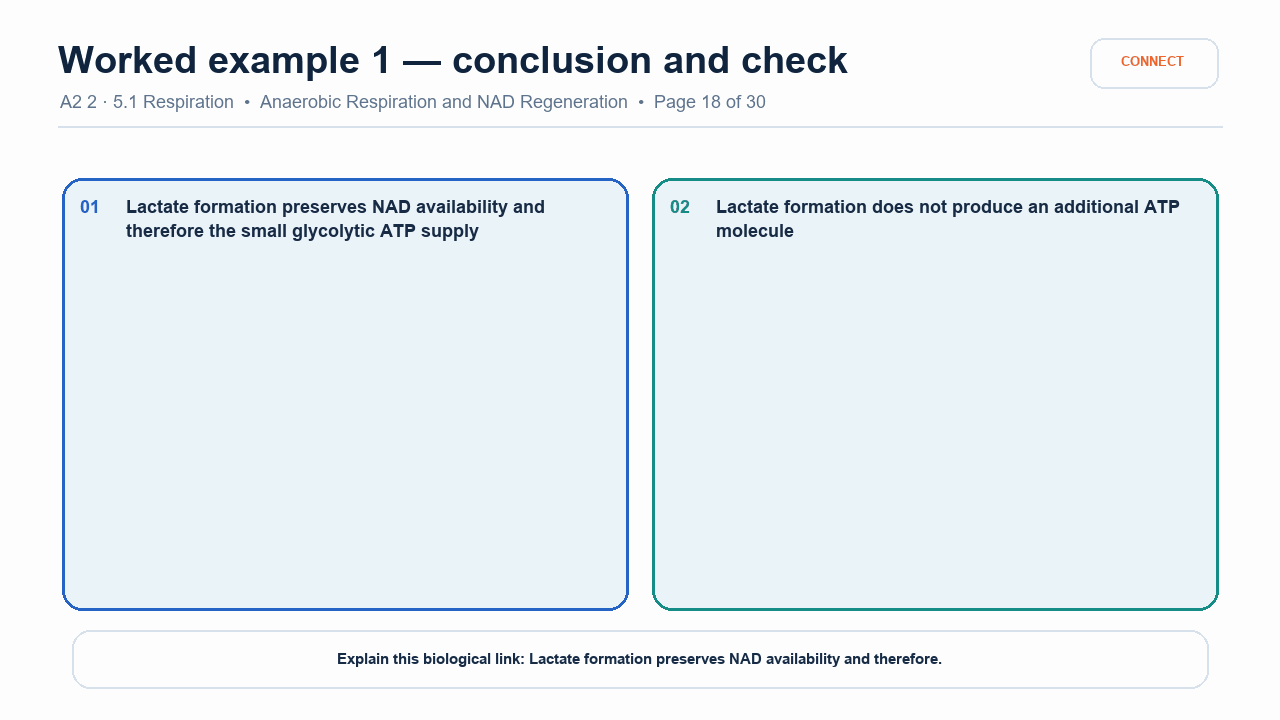 Worked example 1 — conclusion and check
CONNECT
A2 2 · 5.1 Respiration • Anaerobic Respiration and NAD Regeneration • Page 18 of 30
01 Lactate formation preserves NAD availability and
therefore the small glycolytic ATP supply
02 Lactate formation does not produce an additional ATP
molecule
Explain this biological link: Lactate formation preserves NAD availability and therefore.